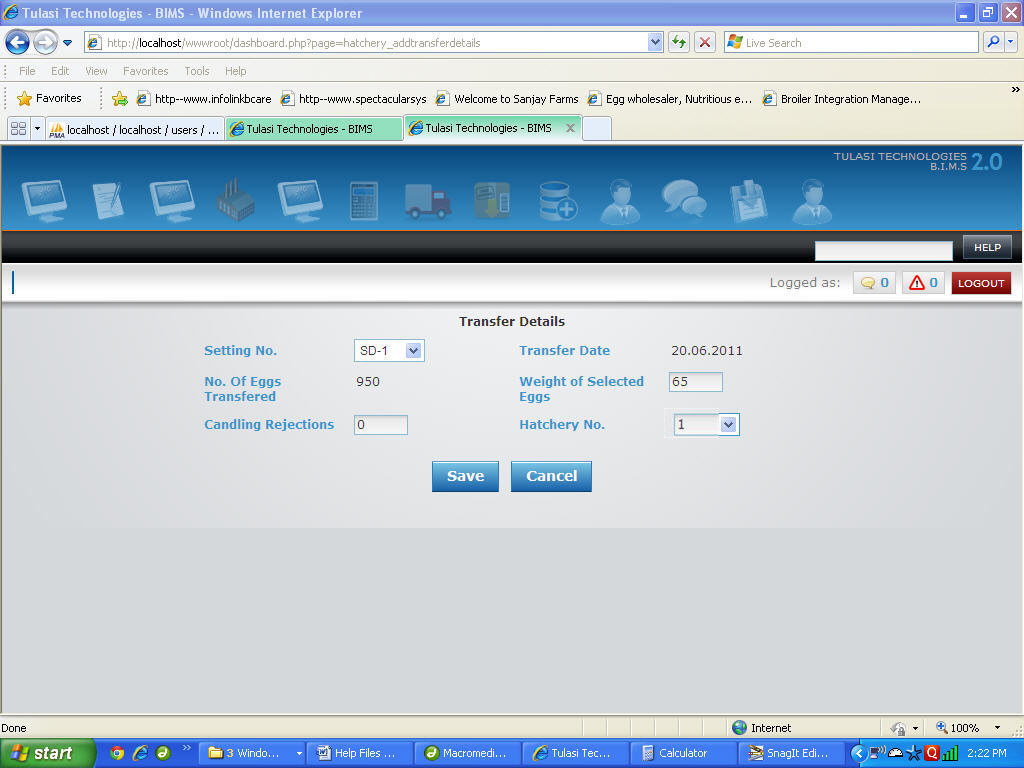 Tulasi Technologies - BIMS - Windows Internet Explorer
http://localhost/wwwroot/dashboard.php?page=hatchery_addtransferdetails
Live Search
File Edit View Favorites Tools Help
Favorites http--www.infolinkbcare http--www.spectacularsys Welcome to Sanjay Farms Egg wholesaler, Nutritious e... Broiler Integration Manage... »
PMA localhost / localhost / users / ... Tulasi Technologies - BIMS Tulasi Technologies - BIMS
TULASI TECHNOLOGIES 2.0
B.I.M.S
HELP
Logged as: 0 0 LOGOUT
Transfer Details
Setting No. SD-1 Transfer Date 20.06.2011
No. Of Eggs Transfered 950 Weight of Selected Eggs 65
Candling Rejections 0 Hatchery No. 1
Save Cancel
Done Internet 100%
start » 3 Windo... Help Files ... Macromedi... Tulasi Tec... Calculator SnagIt Edi... 2:22 PM